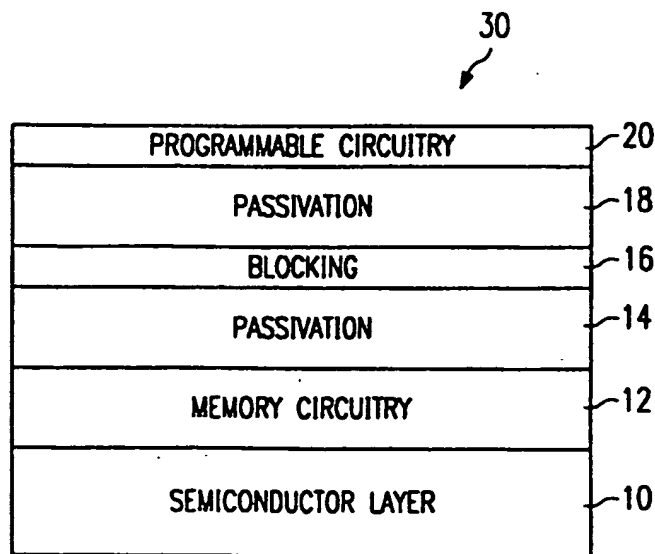 30
PROGRAMMABLE CIRCUITRY 20
PASSIVATION 18
BLOCKING 16
PASSIVATION 14
MEMORY CIRCUITRY 12
SEMICONDUCTOR LAYER 10